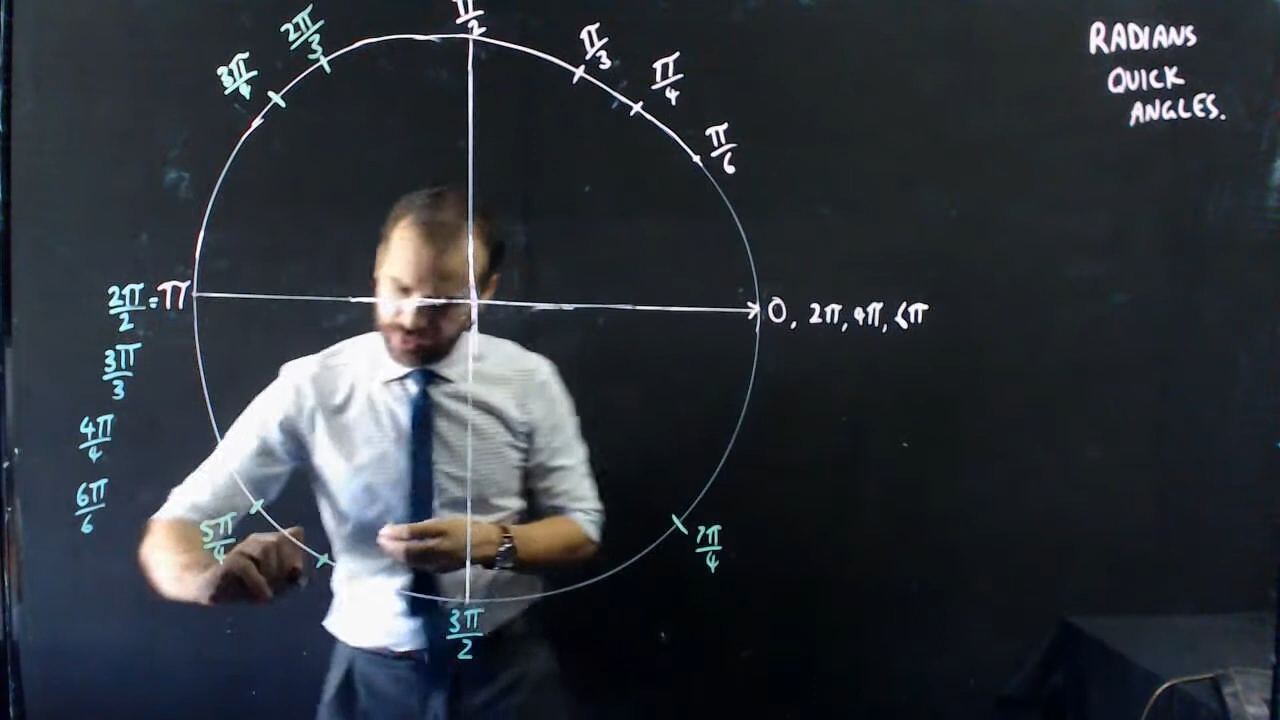 RADIANS
QUICK
ANGLES.
π/2
2π/3
π/3
3π/4
π/4
π/6
2π/2 = π
0, 2π, 4π, 6π
3π/3
4π/4
6π/6
5π/4
7π/4
3π/2